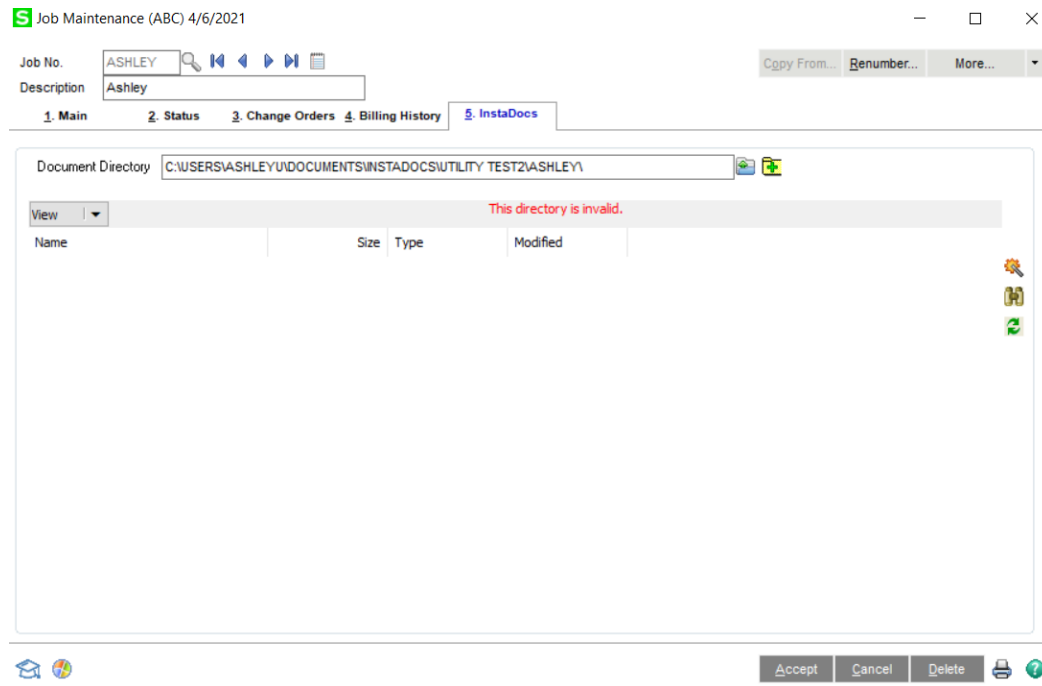 S Job Maintenance (ABC) 4/6/2021
Job No. ASHLEY Copy From... Renumber... More...
Description Ashley
1. Main 2. Status 3. Change Orders 4. Billing History 5. InstaDocs
Document Directory C:\USERS\ASHLEYU\DOCUMENTS\INSTADOCS\UTILITY TEST2\ASHLEY\
View This directory is invalid.
Name Size Type Modified
Accept Cancel Delete ?